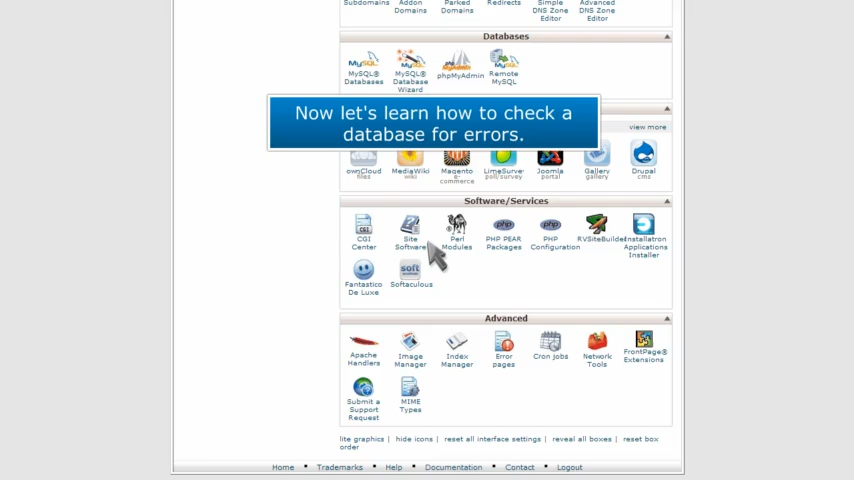 Subdomains Addon Domains Parked Domains Redirects Simple DNS Zone Editor Advanced DNS Zone Editor
Databases
MySQL® Databases MySQL® Database Wizard phpMyAdmin Remote MySQL
Now let's learn how to check a
database for errors.
view more
ownCloud files MediaWiki wiki Magento e-commerce LimeSurvey poll/survey Joomla portal Gallery gallery Drupal cms
Software/Services
CGI Center Site Software Perl Modules PHP PEAR Packages PHP Configuration RVSiteBuilder Installatron Applications Installer
Fantastico De Luxe Softaculous
Advanced
Apache Handlers Image Manager Index Manager Error pages Cron jobs Network Tools FrontPage® Extensions
Submit a Support Request MIME Types
lite graphics | hide icons | reset all interface settings | reveal all boxes | reset box
order
Home • Trademarks • Help • Documentation • Contact • Logout